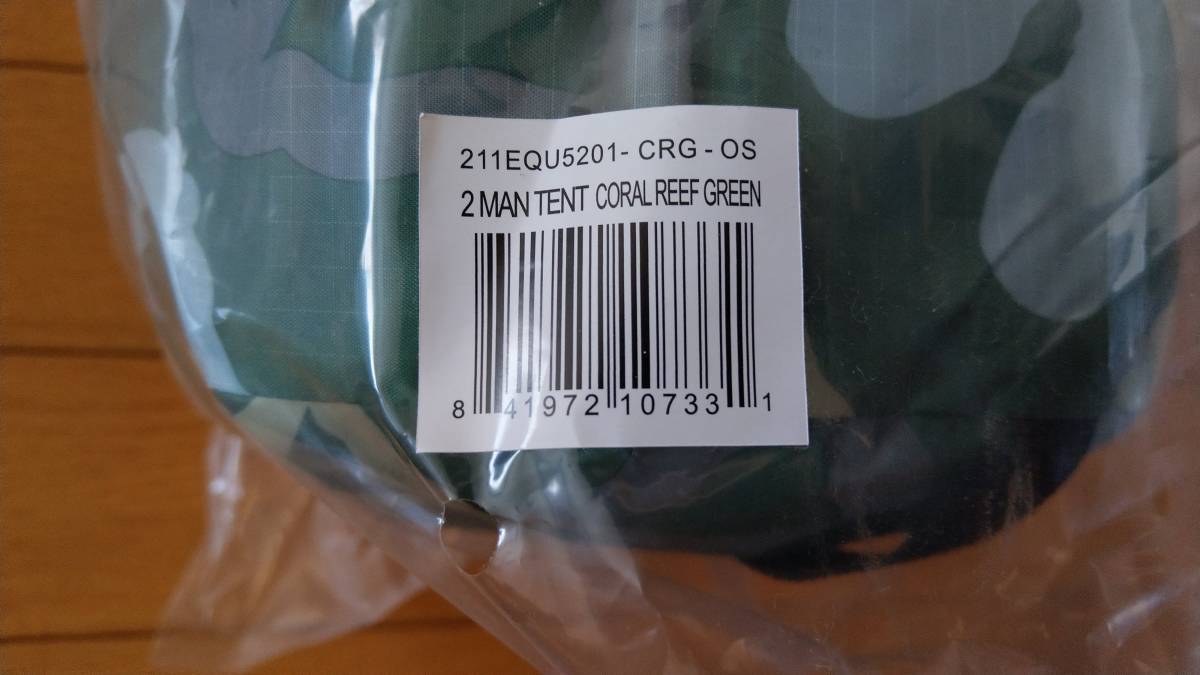 211EQU5201- CRG - OS
2 MAN TENT CORAL REEF GREEN
8 41972 10733 1